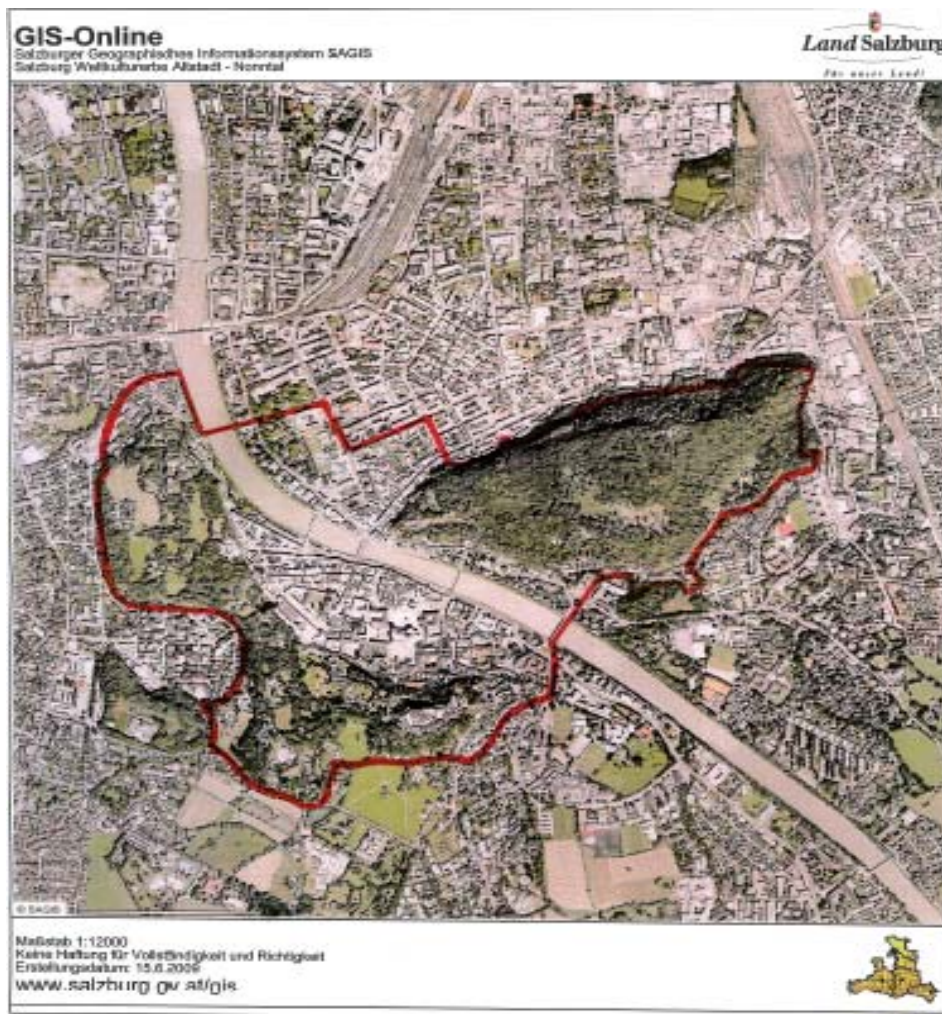 GIS-Online
Salzburger Geographisches Informationssystem SAGIS
Salzburg Weltkulturerbe Altstadt - Nonntal
Land Salzburg
Für unser Land!
© SAGIS
Maßstab 1:12000
Keine Haftung für Vollständigkeit und Richtigkeit
Erstellungsdatum: 15.6.2009
www.salzburg.gv.at/gis